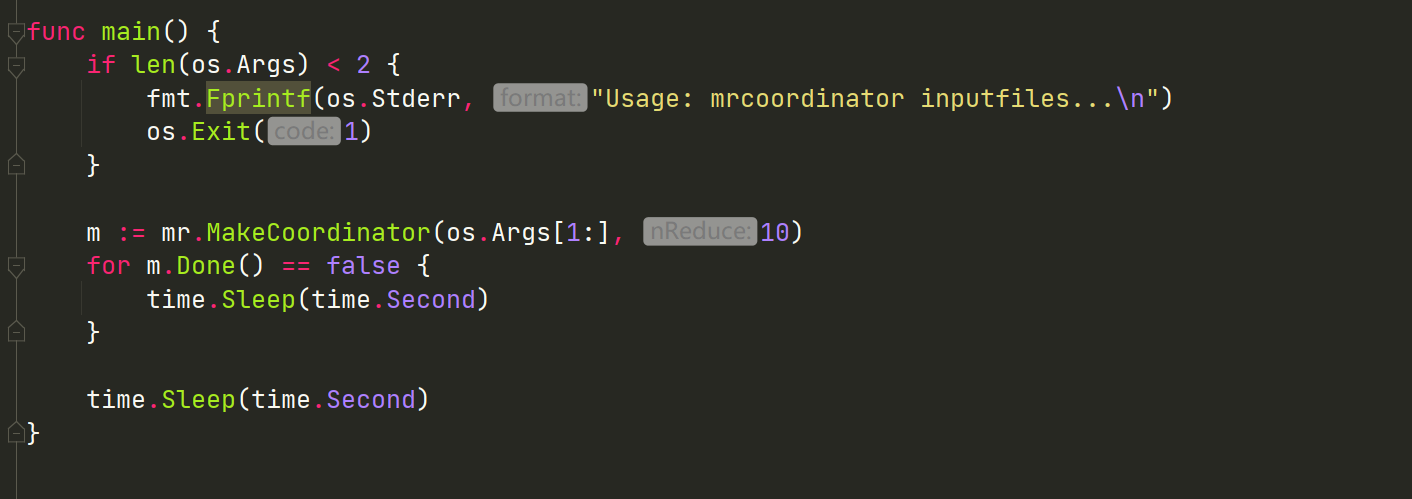 func main() {
    if len(os.Args) < 2 {
        fmt.Fprintf(os.Stderr, format: "Usage: mrcoordinator inputfiles...\n")
        os.Exit( code: 1)
    }

    m := mr.MakeCoordinator(os.Args[1:], nReduce: 10)
    for m.Done() == false {
        time.Sleep(time.Second)
    }

    time.Sleep(time.Second)
}